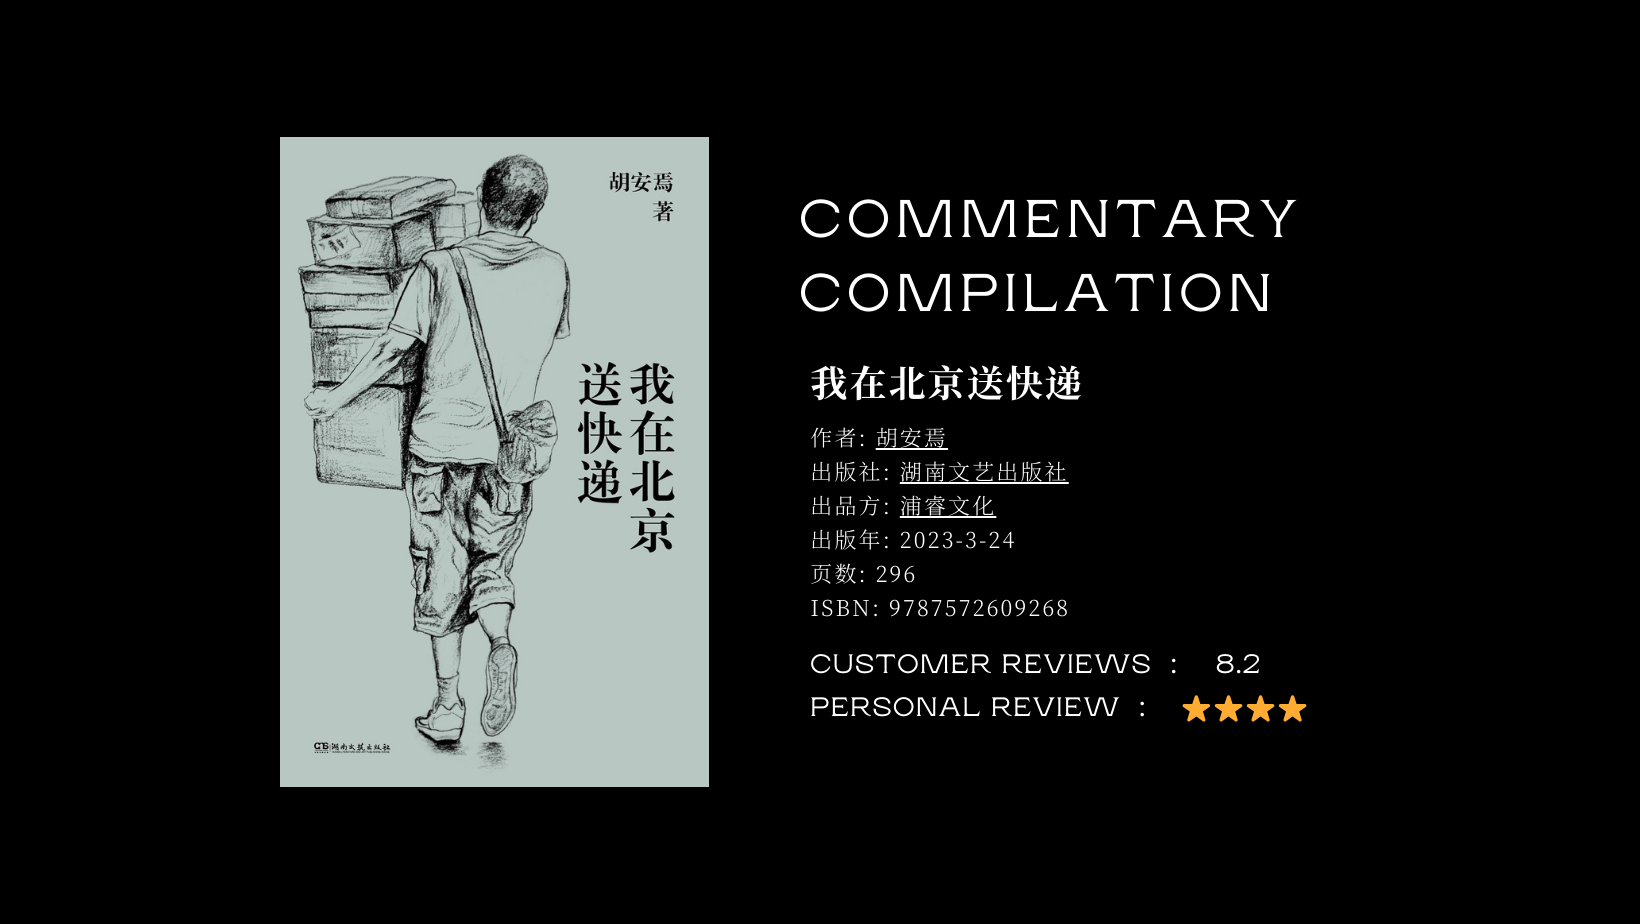 胡安焉
著
我在北京
送快递
湖南文艺出版社
COMMENTARY
COMPILATION
我在北京送快递
作者: 胡安焉
出版社: 湖南文艺出版社
出品方: 浦睿文化
出版年: 2023-3-24
页数: 296
ISBN: 9787572609268
CUSTOMER REVIEWS : 8.2
PERSONAL REVIEW :